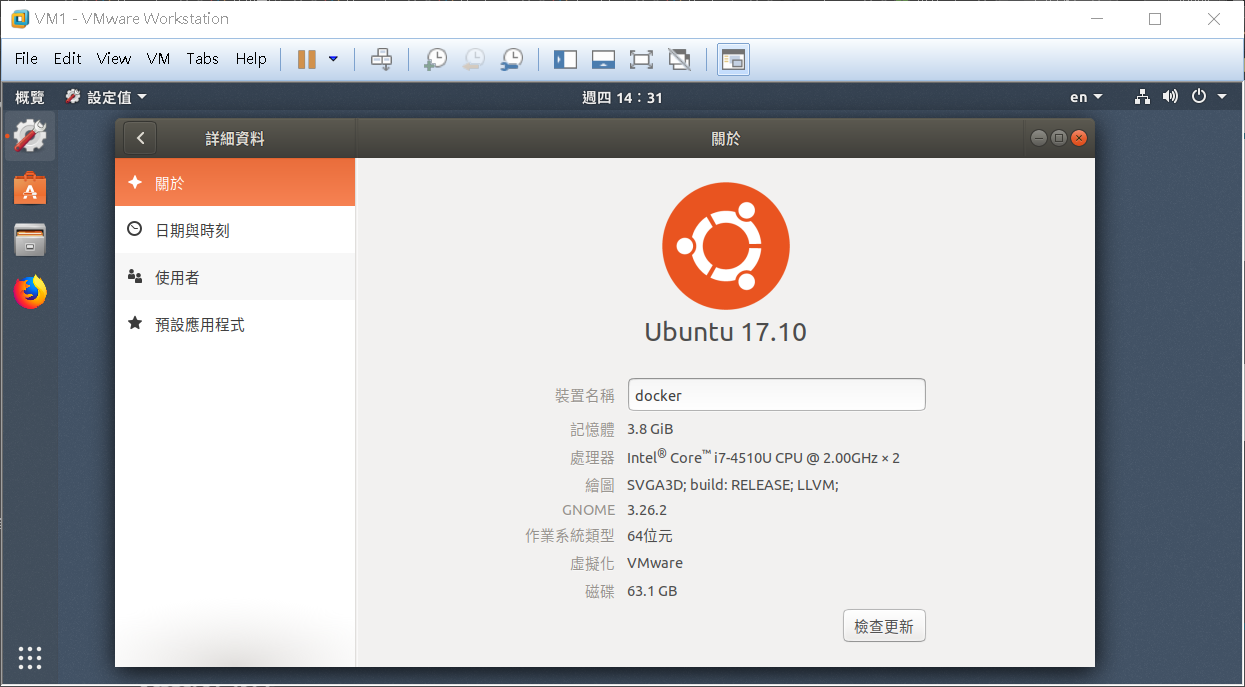 VM1 - VMware Workstation
File Edit View VM Tabs Help
概覽 設定值 週四 14：31 en
詳細資料 關於
關於
日期與時刻
使用者
預設應用程式
Ubuntu 17.10
裝置名稱 docker
記憶體 3.8 GiB
處理器 Intel® Core™ i7-4510U CPU @ 2.00GHz × 2
繪圖 SVGA3D; build: RELEASE; LLVM;
GNOME 3.26.2
作業系統類型 64位元
虛擬化 VMware
磁碟 63.1 GB
檢查更新